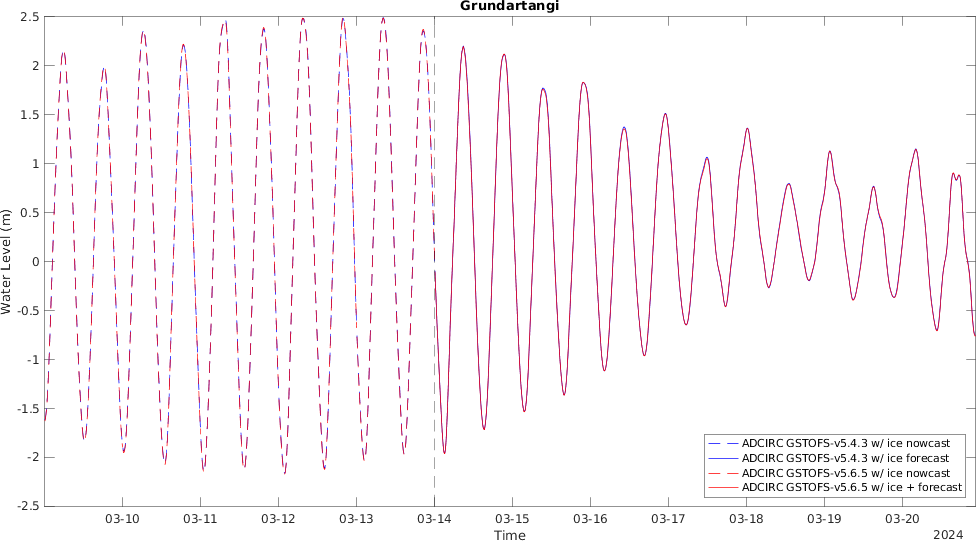 Grundartangi
2.5
2
1.5
1
0.5
0
-0.5
-1
-1.5
-2
-2.5
Water Level (m)
ADCIRC GSTOFS-v5.4.3 w/ ice nowcast
ADCIRC GSTOFS-v5.4.3 w/ ice forecast
ADCIRC GSTOFS-v5.6.5 w/ ice nowcast
ADCIRC GSTOFS-v5.6.5 w/ ice + forecast
03-10 03-11 03-12 03-13 03-14 03-15 03-16 03-17 03-18 03-19 03-20
Time
2024